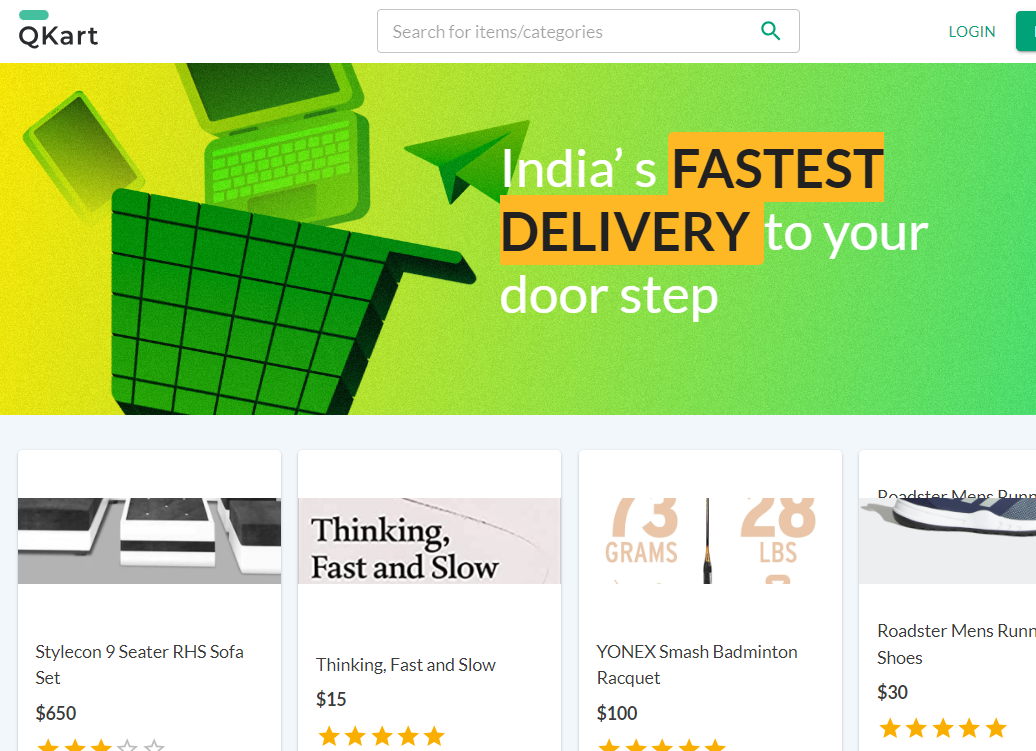 QKart
Search for items/categories
LOGIN
India’ s FASTEST
DELIVERY to your
door step
Thinking,
Fast and Slow
73
GRAMS
28
LBS
Roadster Mens Runn
Stylecon 9 Seater RHS Sofa
Set
$650
Thinking, Fast and Slow
$15
YONEX Smash Badminton
Racquet
$100
Roadster Mens Runn
Shoes
$30